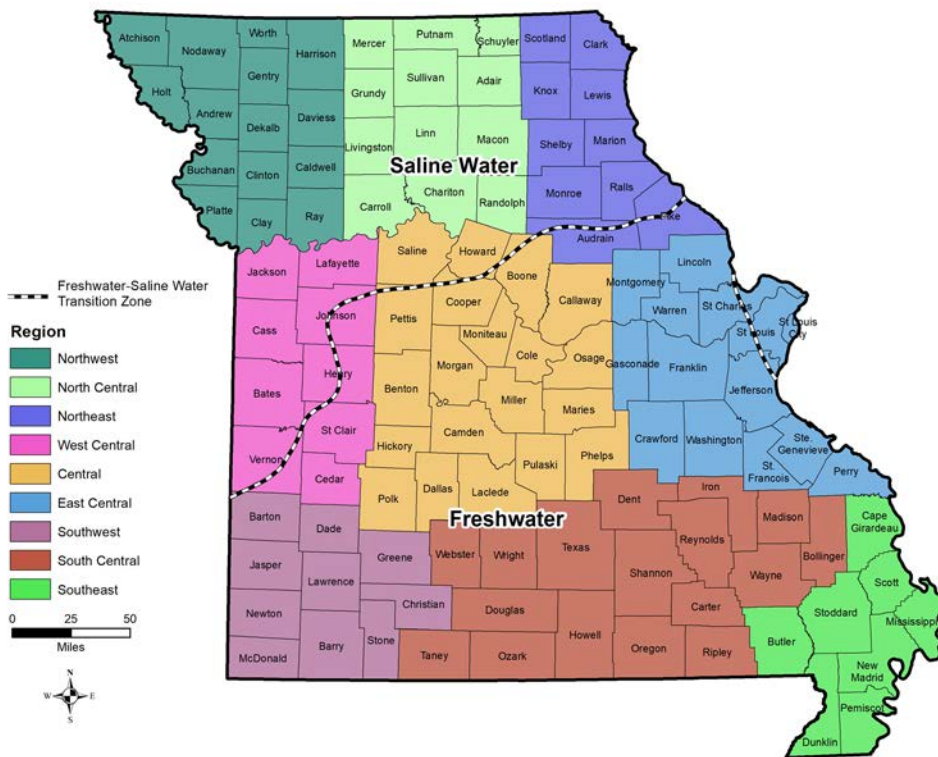 Atchison
Nodaway
Worth
Harrison
Mercer
Putnam
Schuyler
Scotland
Clark
Holt
Gentry
Sullivan
Adair
Knox
Lewis
Grundy
Andrew
Dekalb
Daviess
Livingston
Linn
Macon
Shelby
Marion
Buchanan
Clinton
Caldwell
Saline Water
Monroe
Ralls
Platte
Clay
Ray
Carroll
Chariton
Randolph
Pike
Audrain
Jackson
Lafayette
Saline
Howard
Boone
Callaway
Montgomery
Lincoln
Warren
St Charles
St Louis
St Louis
City
Cass
Johnson
Pettis
Cooper
Moniteau
Cole
Osage
Gasconade
Franklin
Jefferson
Bates
Henry
Benton
Morgan
Miller
Maries
St Clair
Camden
Crawford
Washington
Ste.
Genevieve
St.
Francois
Perry
Vernon
Cedar
Hickory
Pulaski
Phelps
Polk
Dallas
Laclede
Dent
Iron
Madison
Cape
Girardeau
Barton
Dade
Freshwater
Bollinger
Jasper
Greene
Webster
Wright
Texas
Reynolds
Lawrence
Shannon
Wayne
Scott
Newton
Christian
Douglas
Carter
Stoddard
Mississippi
McDonald
Barry
Stone
Taney
Ozark
Howell
Oregon
Ripley
Butler
New
Madrid
Pemiscot
Dunklin
Freshwater-Saline Water
Transition Zone
Region
Northwest
North Central
Northeast
West Central
Central
East Central
Southwest
South Central
Southeast
0 25 50
Miles
N
W E
S